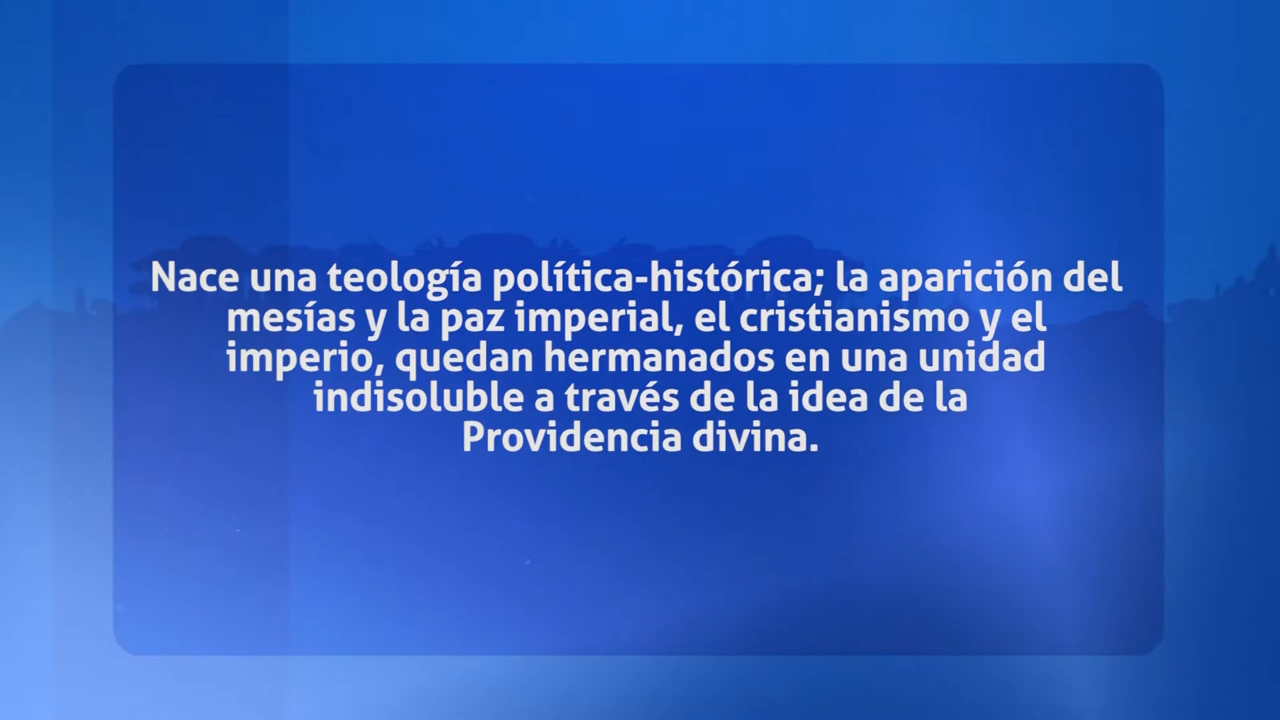 Nace una teología política-histórica; la aparición del
mesías y la paz imperial, el cristianismo y el
imperio, quedan hermanados en una unidad
indisoluble a través de la idea de la
Providencia divina.